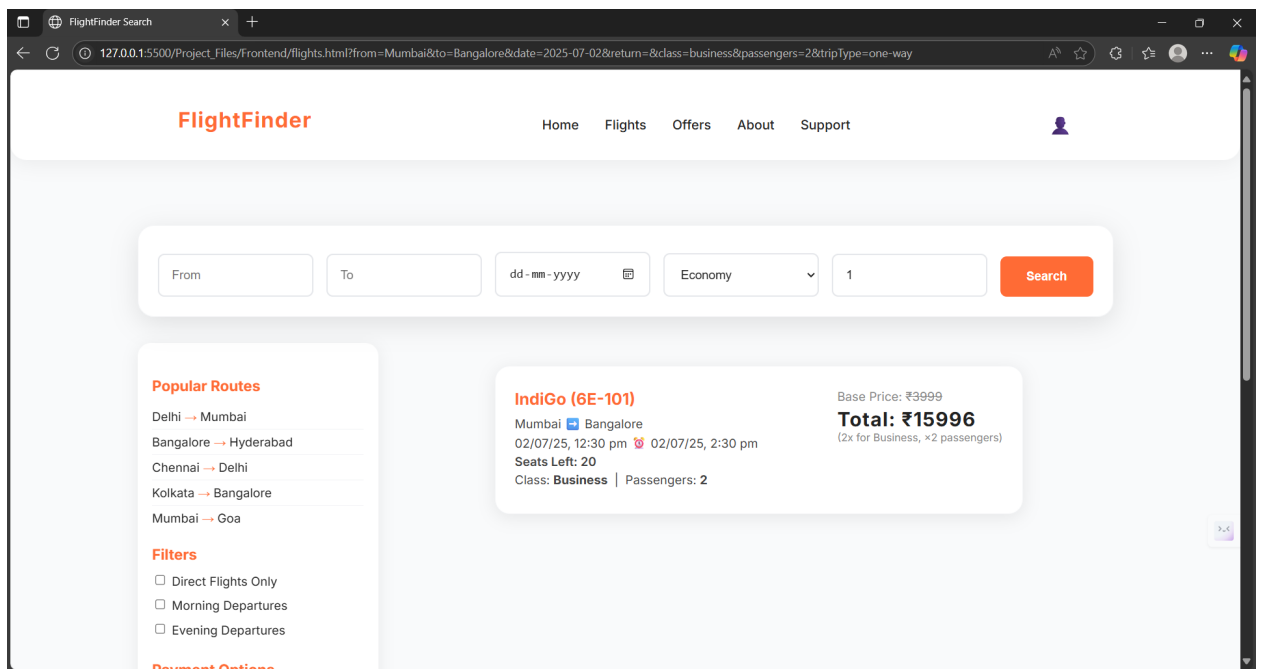 FlightFinder Search
127.0.0.1:5500/Project_Files/Frontend/flights.html?from=Mumbai&to=Bangalore&date=2025-07-02&return=&class=business&passengers=2&tripType=one-way
FlightFinder
Home Flights Offers About Support
From To dd-mm-yyyy Economy 1 Search
Popular Routes
Delhi → Mumbai
Bangalore → Hyderabad
Chennai → Delhi
Kolkata → Bangalore
Mumbai → Goa
Filters
Direct Flights Only
Morning Departures
Evening Departures
Payment Options
IndiGo (6E-101)
Mumbai ➡️ Bangalore
02/07/25, 12:30 pm ⏰ 02/07/25, 2:30 pm
Seats Left: 20
Class: Business | Passengers: 2
Base Price: ₹3999
Total: ₹15996
(2x for Business, ×2 passengers)